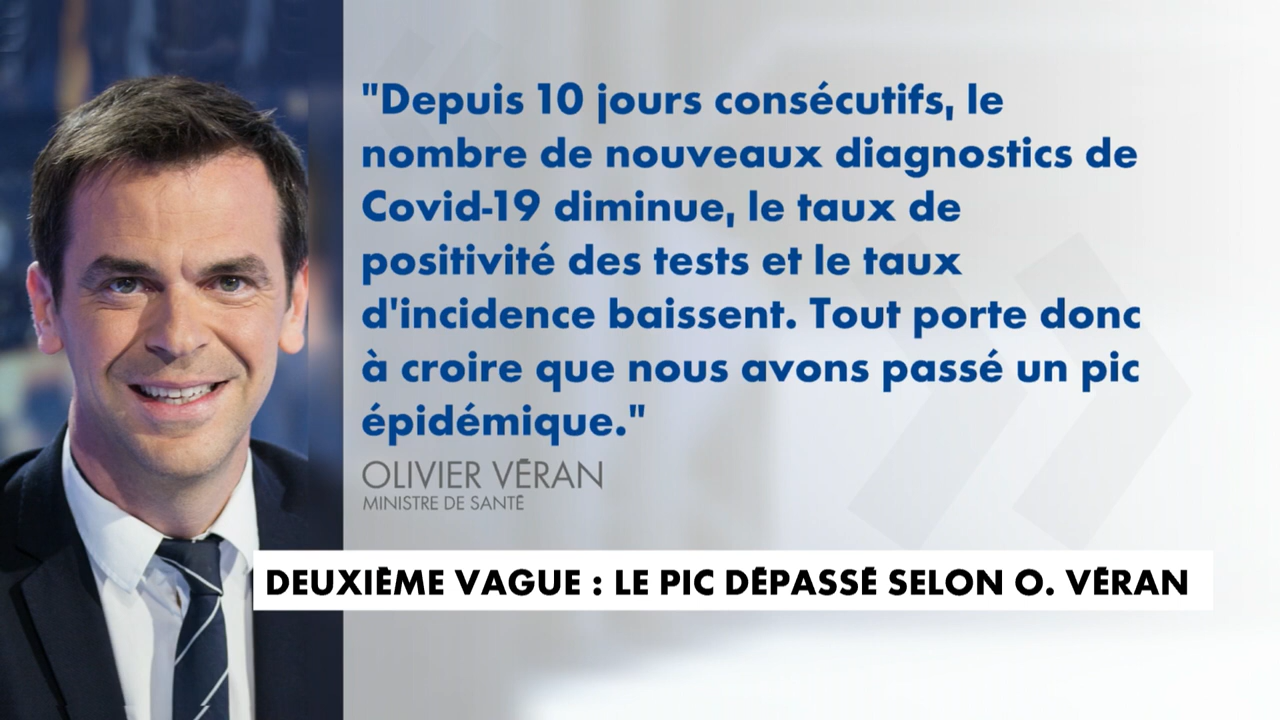 "Depuis 10 jours consécutifs, le
nombre de nouveaux diagnostics de
Covid-19 diminue, le taux de
positivité des tests et le taux
d'incidence baissent. Tout porte donc
à croire que nous avons passé un pic
épidémique."
OLIVIER VÉRAN
MINISTRE DE SANTÉ
DEUXIÈME VAGUE : LE PIC DÉPASSÉ SELON O. VÉRAN